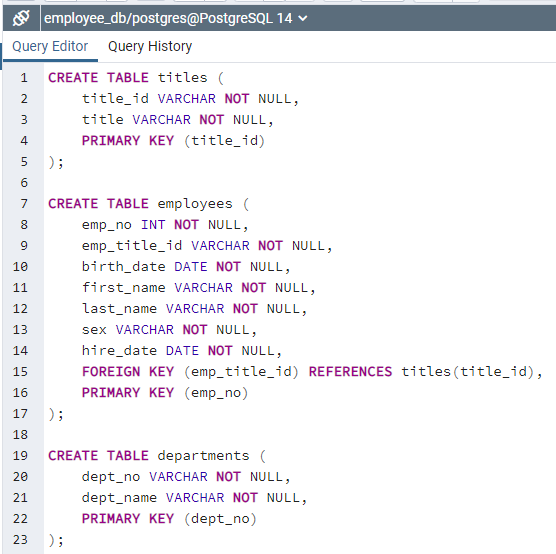 employee_db/postgres@PostgreSQL 14
Query Editor Query History
1 CREATE TABLE titles (
2 title_id VARCHAR NOT NULL,
3 title VARCHAR NOT NULL,
4 PRIMARY KEY (title_id)
5 );
6
7 CREATE TABLE employees (
8 emp_no INT NOT NULL,
9 emp_title_id VARCHAR NOT NULL,
10 birth_date DATE NOT NULL,
11 first_name VARCHAR NOT NULL,
12 last_name VARCHAR NOT NULL,
13 sex VARCHAR NOT NULL,
14 hire_date DATE NOT NULL,
15 FOREIGN KEY (emp_title_id) REFERENCES titles(title_id),
16 PRIMARY KEY (emp_no)
17 );
18
19 CREATE TABLE departments (
20 dept_no VARCHAR NOT NULL,
21 dept_name VARCHAR NOT NULL,
22 PRIMARY KEY (dept_no)
23 );